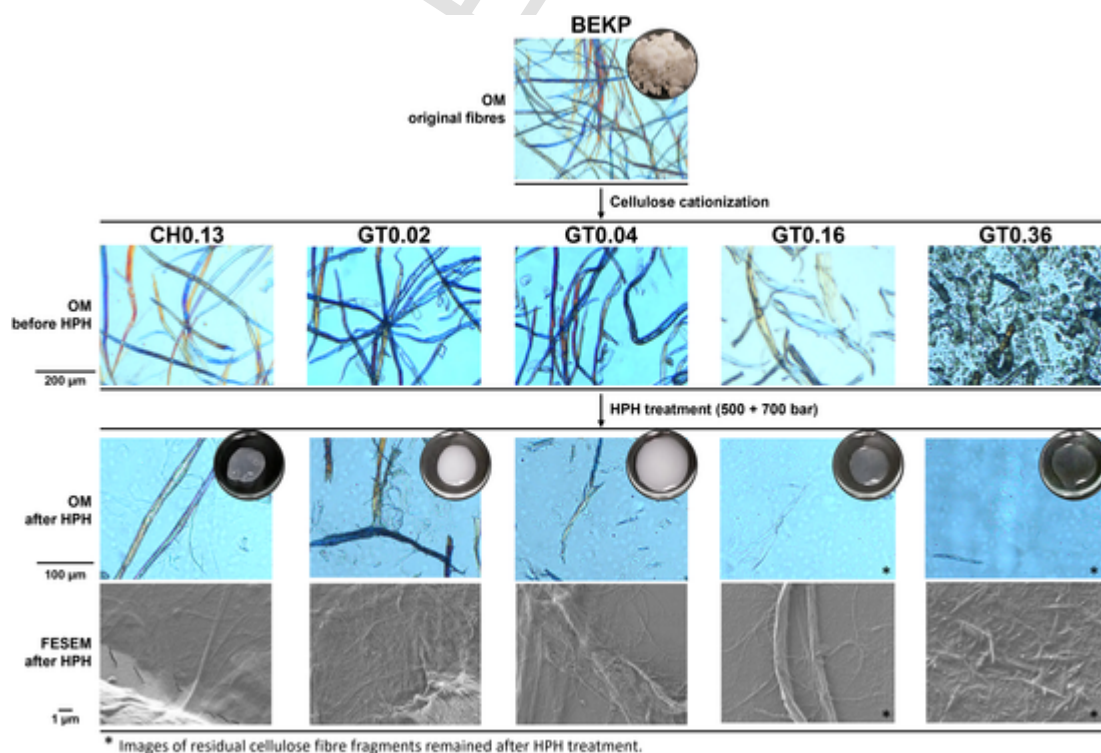 BEKP
OM
original fibres
Cellulose cationization
CH0.13 GT0.02 GT0.04 GT0.16 GT0.36
OM
before HPH
200 µm
HPH treatment (500 + 700 bar)
OM
after HPH
* *
100 µm
FESEM
after HPH
* *
1 µm
* Images of residual cellulose fibre fragments remained after HPH treatment.